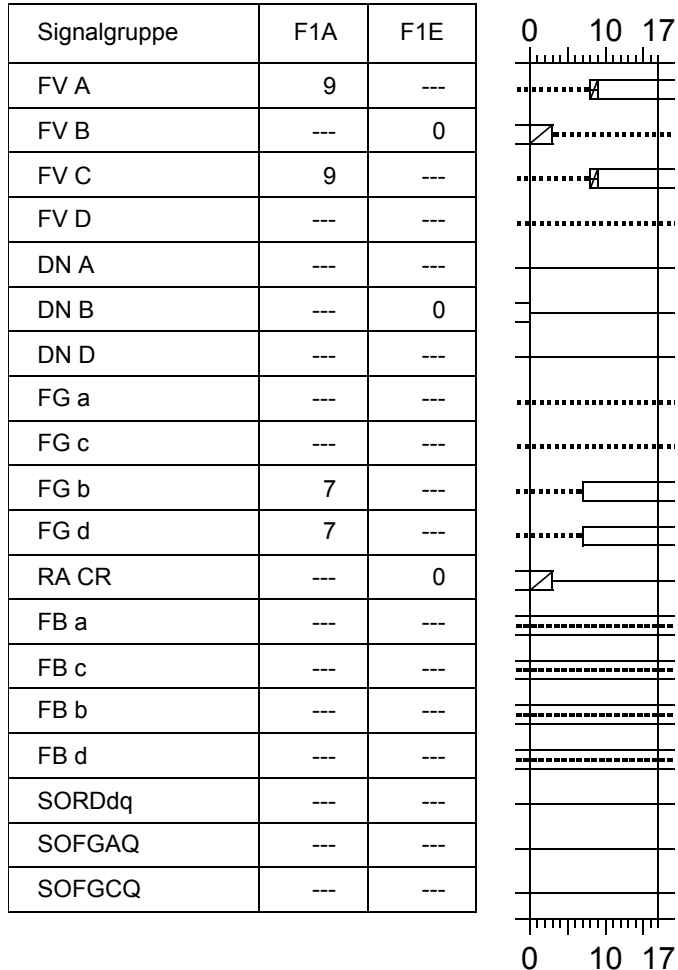 Signalgruppe F1A F1E 0 10 17
FV A 9 ---
FV B --- 0
FV C 9 ---
FV D --- ---
DN A --- ---
DN B --- 0
DN D --- ---
FG a --- ---
FG c --- ---
FG b 7 ---
FG d 7 ---
RA CR --- 0
FB a --- ---
FB c --- ---
FB b --- ---
FB d --- ---
SORDdq --- ---
SOFGAQ --- ---
SOFGCQ --- ---
0 10 17